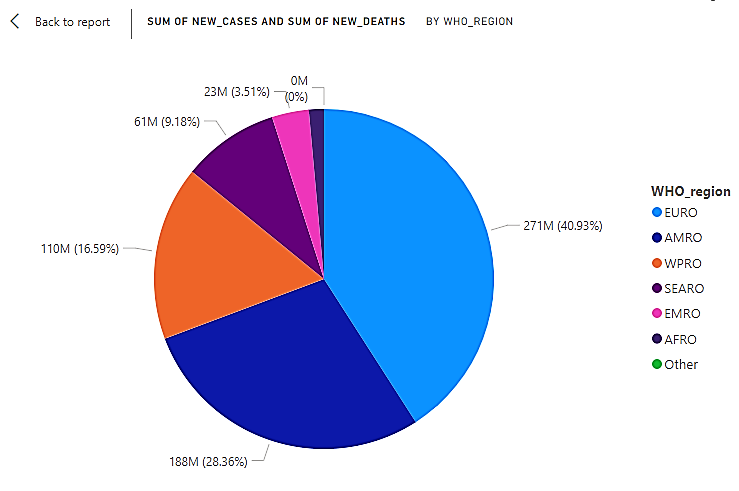 Back to report
SUM OF NEW_CASES AND SUM OF NEW_DEATHS BY WHO_REGION
0M
(0%)
23M (3.51%)
61M (9.18%)
110M (16.59%)
271M (40.93%)
188M (28.36%)
WHO_region
EURO
AMRO
WPRO
SEARO
EMRO
AFRO
Other